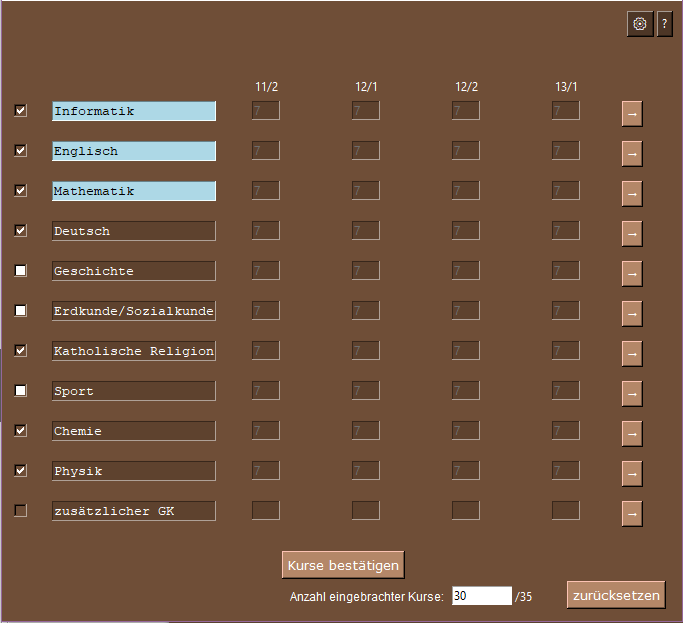 ?
11/2 12/1 12/2 13/1
Informatik 7 7 7 7 →
Englisch 7 7 7 7 →
Mathematik 7 7 7 7 →
Deutsch 7 7 7 7 →
Geschichte 7 7 7 7 →
Erdkunde/Sozialkunde 7 7 7 7 →
Katholische Religion 7 7 7 7 →
Sport 7 7 7 7 →
Chemie 7 7 7 7 →
Physik 7 7 7 7 →
zusätzlicher GK →
Kurse bestätigen
Anzahl eingebrachter Kurse: 30 /35
zurücksetzen